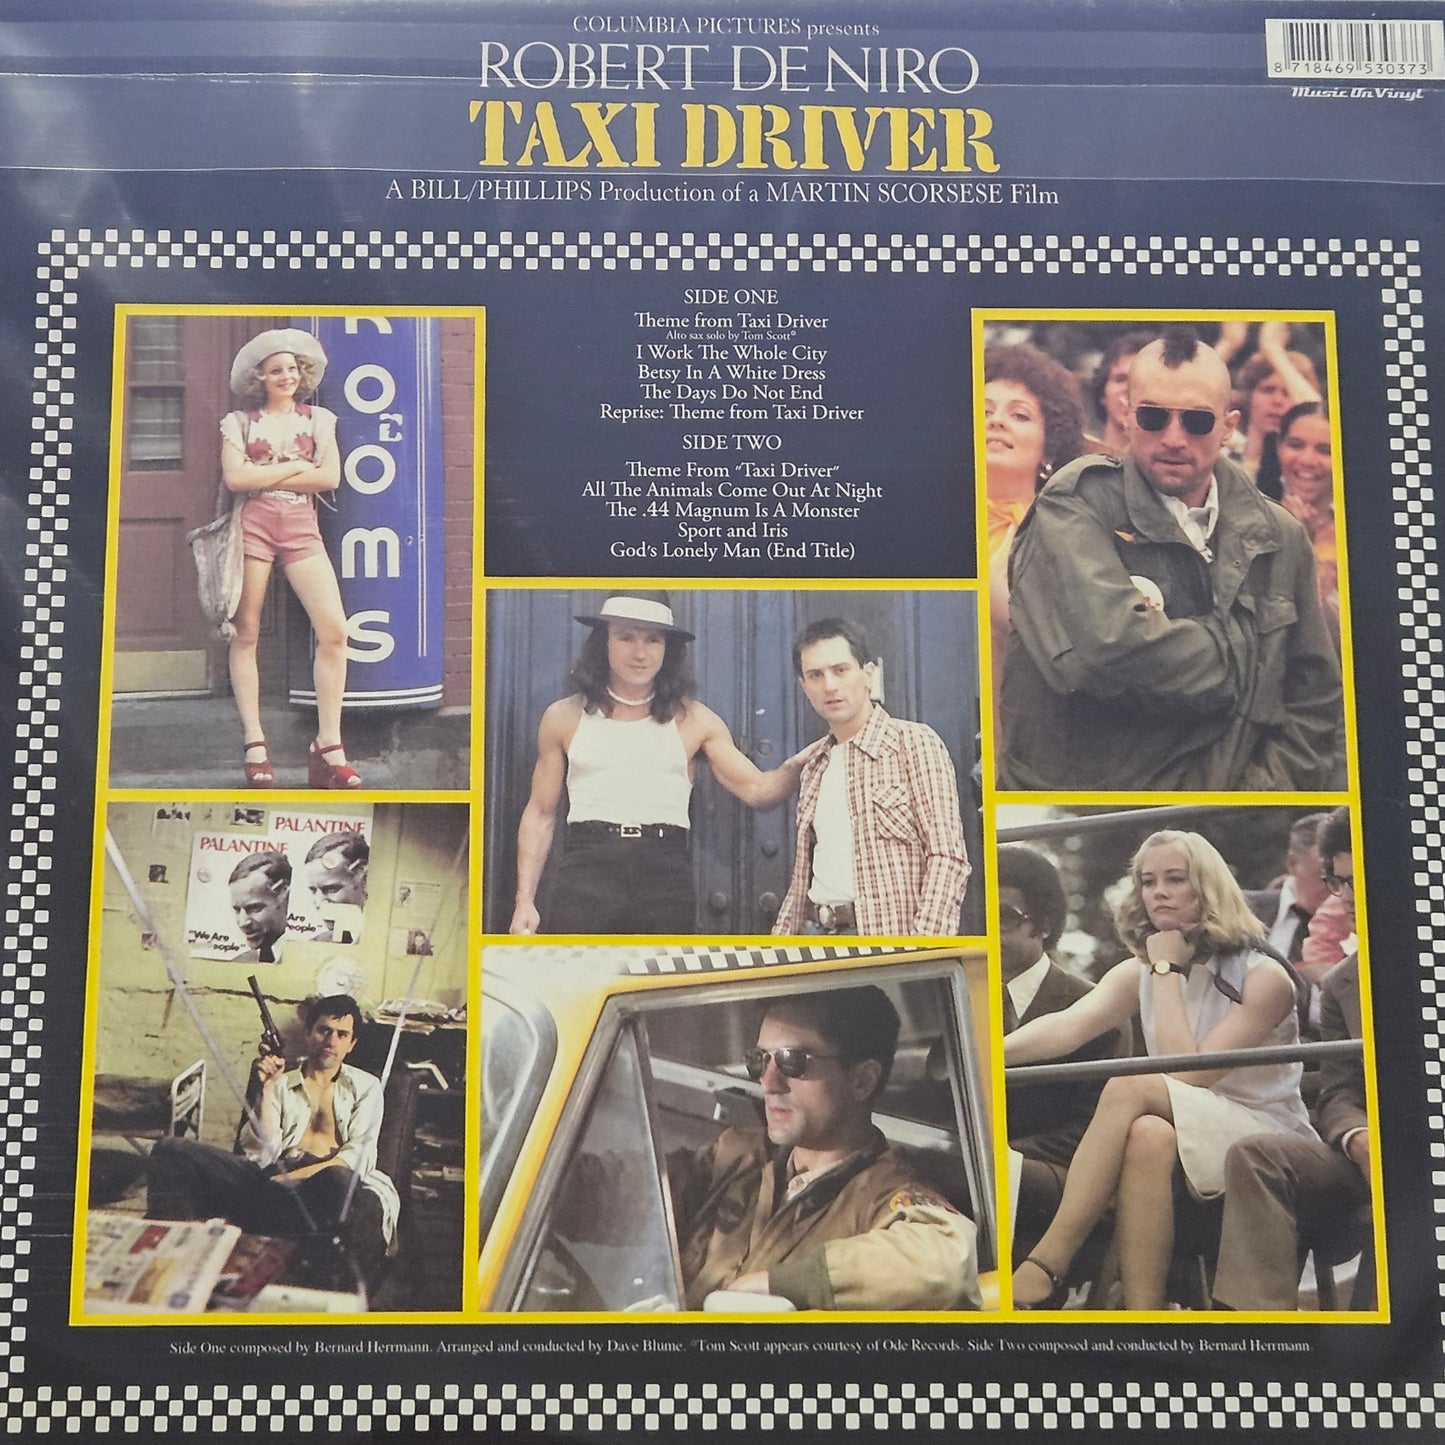 COLUMBIA PICTURES presents
ROBERT DE NIRO
TAXI DRIVER
A BILL/PHILLIPS Production of a MARTIN SCORSESE Film
8 718469 530373
Music On Vinyl
SIDE ONE
Theme from Taxi Driver
Alto sax solo by Tom Scott*
I Work The Whole City
Betsy In A White Dress
The Days Do Not End
Reprise: Theme from Taxi Driver
SIDE TWO
Theme From "Taxi Driver"
All The Animals Come Out At Night
The .44 Magnum Is A Monster
Sport and Iris
God's Lonely Man (End Title)
ROOMS
PALANTINE
PALANTINE
"We Are
Are
Side One composed by Bernard Herrmann. Arranged and conducted by Dave Blume. *Tom Scott appears courtesy of Ode Records. Side Two composed and conducted by Bernard Herrmann.